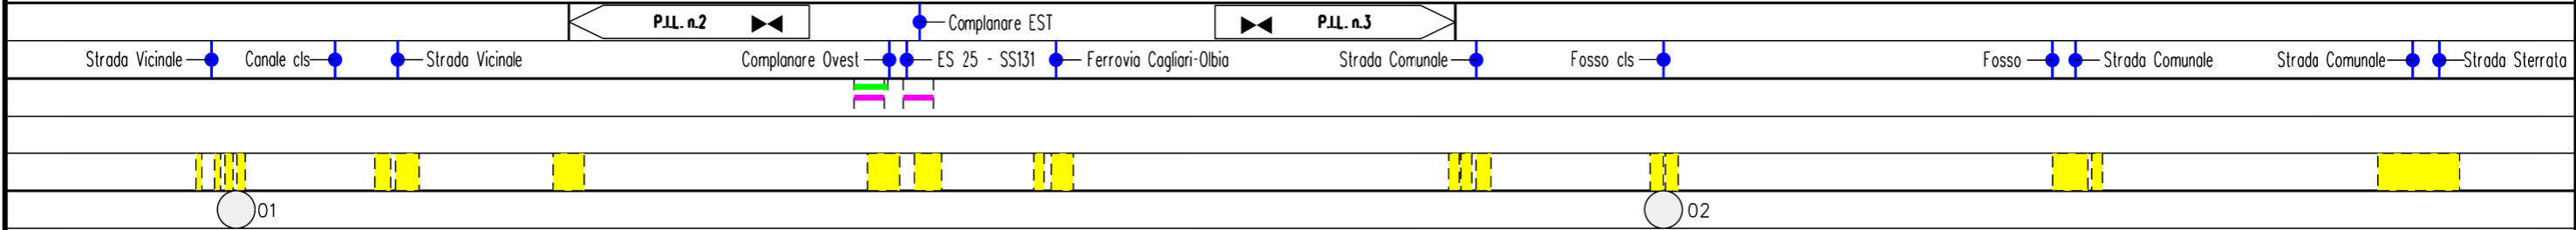 P.I.L. n.2
Complanare EST
P.I.L. n.3
Strada Vicinale
Canale cls
Strada Vicinale
Complanare Ovest
ES 25 - SS131
Ferrovia Cagliari-Olbia
Strada Comunale
Fosso cls
Fosso
Strada Comunale
Strada Comunale
Strada Sterrata
01
02